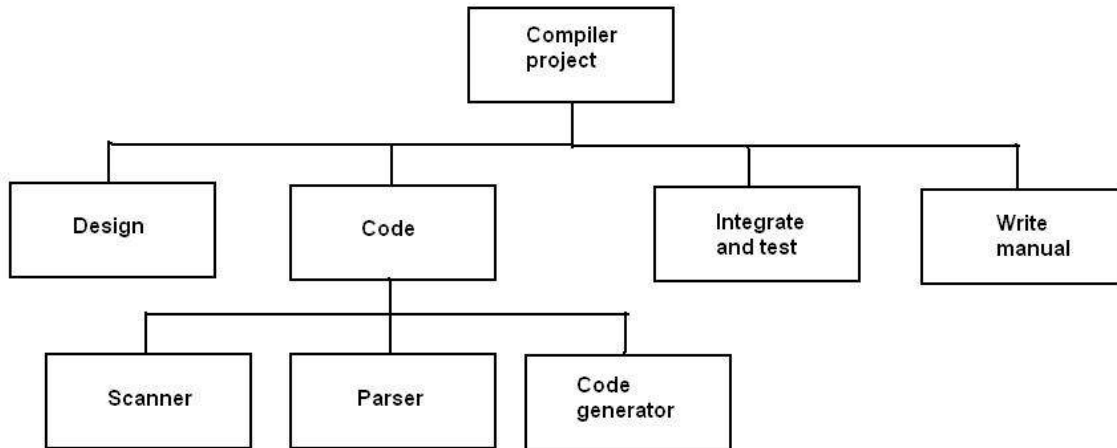 Compiler
project
Design
Code
Integrate
and test
Write
manual
Scanner
Parser
Code
generator